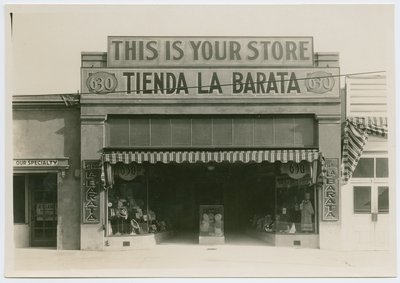 THIS IS YOUR STORE
630 TIENDA LA BARATA 630
OUR SPECIALTY
LA BARATA
LA BARATA